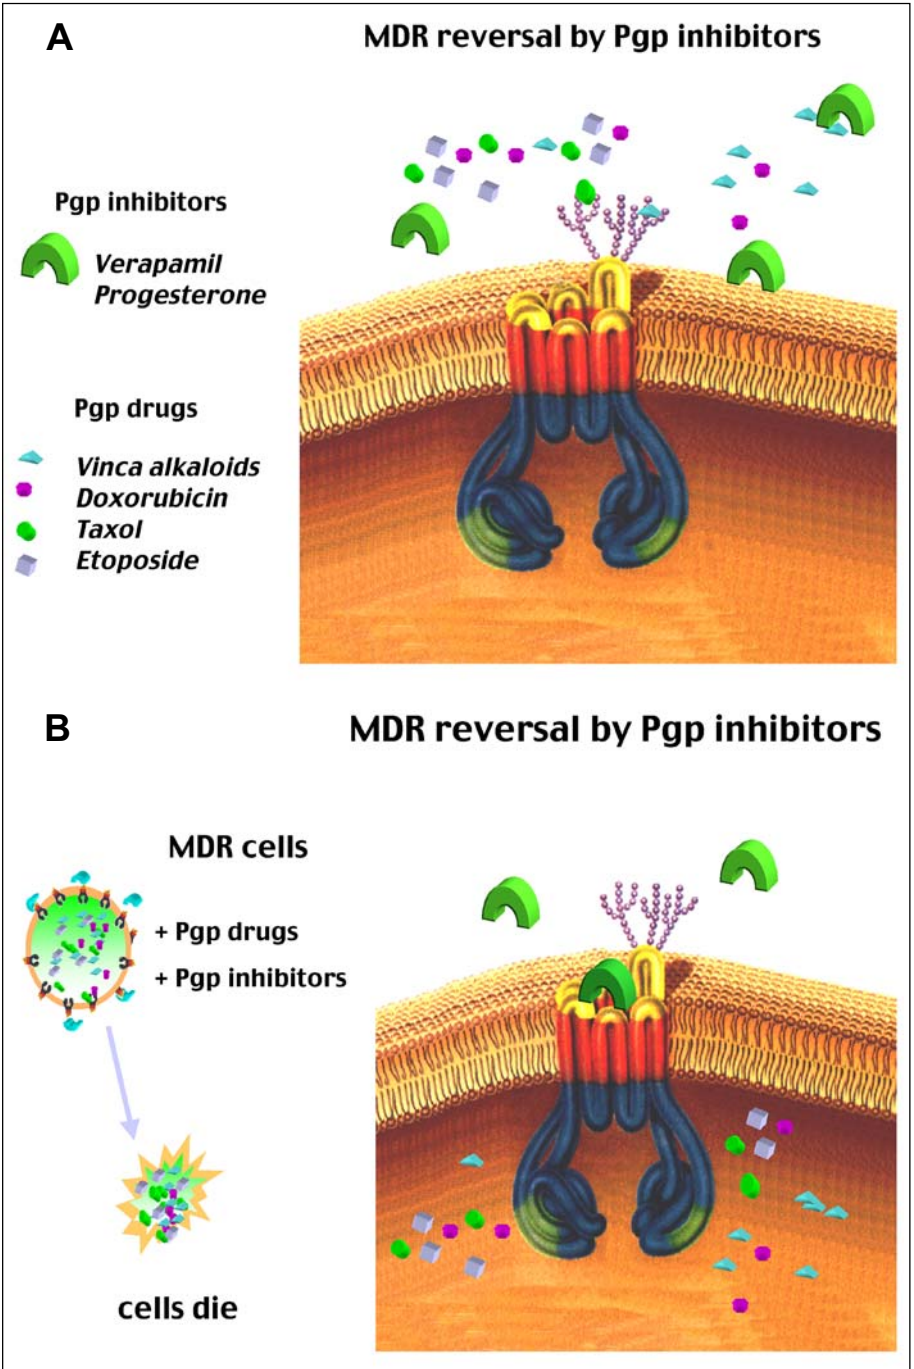 A
MDR reversal by Pgp inhibitors
Pgp inhibitors
Verapamil
Progesterone
Pgp drugs
Vinca alkaloids
Doxorubicin
Taxol
Etoposide
B
MDR reversal by Pgp inhibitors
MDR cells
+ Pgp drugs
+ Pgp inhibitors
cells die